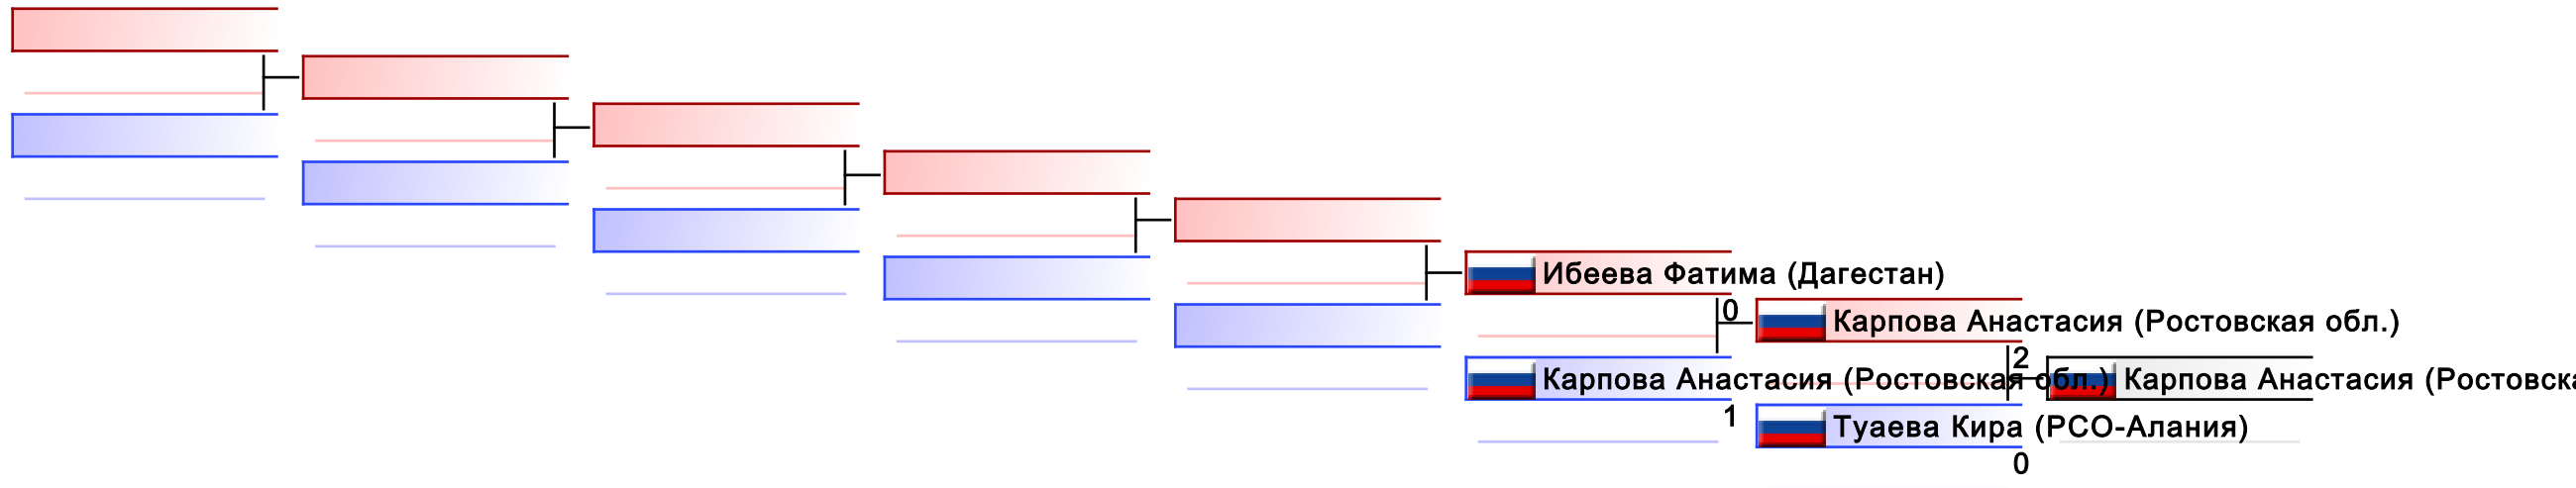 Ибеева Фатима (Дагестан)
0
Карпова Анастасия (Ростовская обл.)
2
Карпова Анастасия (Ростовская обл.)
Карпова Анастасия
1
Туаева Кира (РСО-Алания)
0